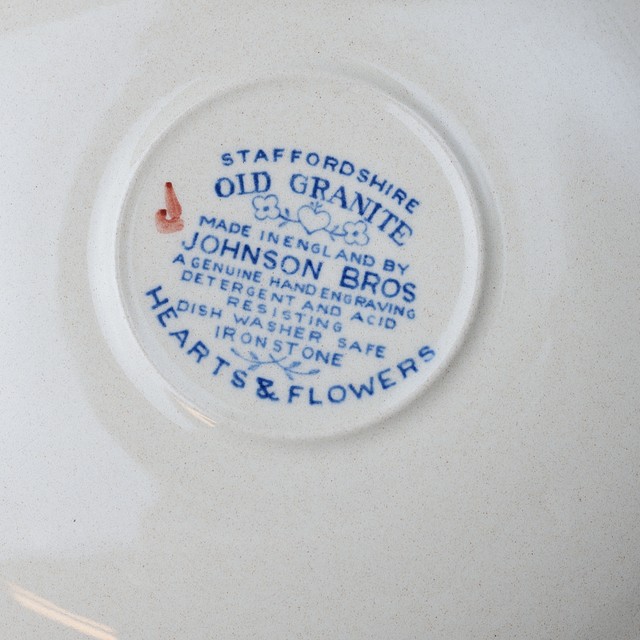 STAFFORDSHIRE
OLD GRANITE
MADE IN ENGLAND BY
JOHNSON BROS
A GENUINE HAND ENGRAVING
DETERGENT AND ACID
RESISTING
DISH WASHER SAFE
IRONSTONE
HEARTS & FLOWERS